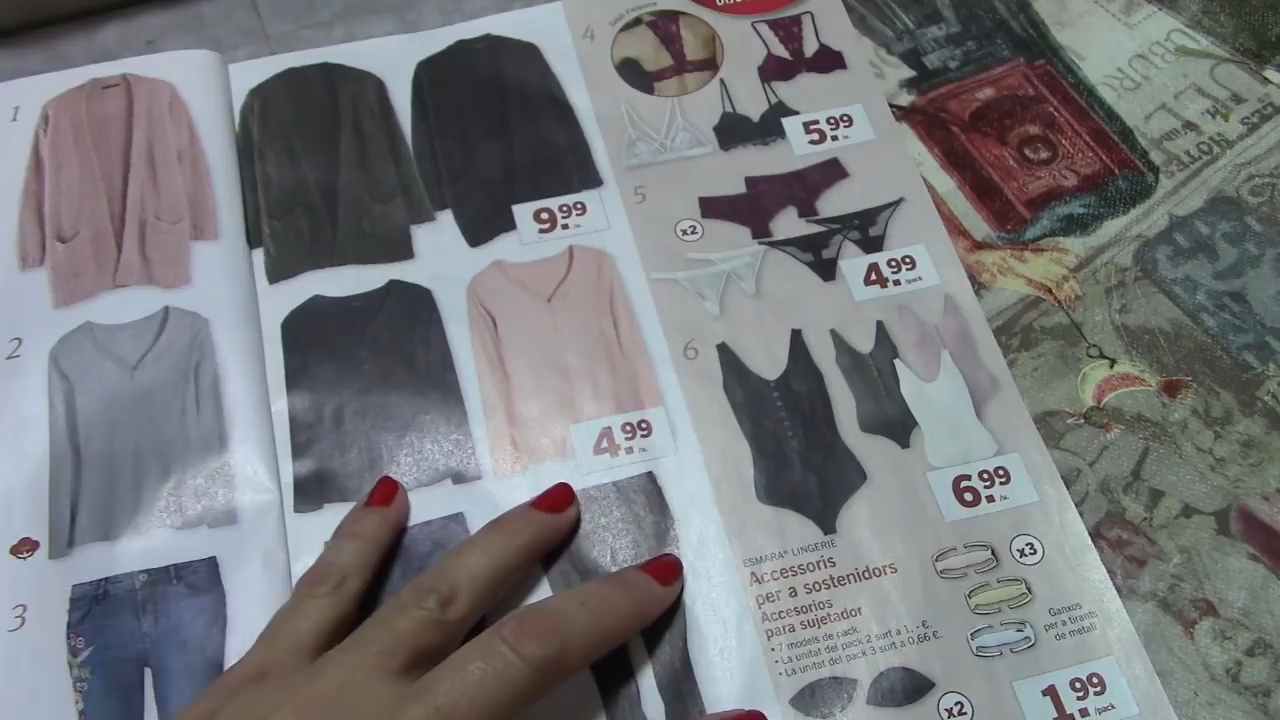 1
2
3
9.99
/u.
4.99
/u.
4
5.99
/u.
5
x2
4.99
/pack
6
6.99
/u.
ESMARA® LINGERIE
Accessoris
per a sostenidors
Accesorios
para sujetador
• 7 models de pack.
• La unitat del pack 2 surt a 1,-€.
• La unitat del pack 3 surt a 0,66 €.
x3
Ganxos
per a tirants
de metall
x2
1.99
/pack